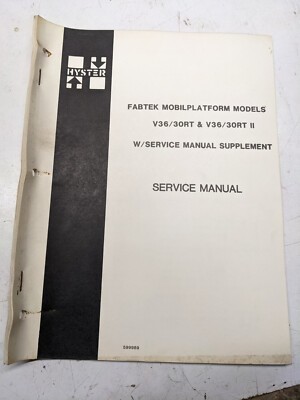 HYSTER
FABTEK MOBILPLATFORM MODELS
V36/30RT & V36/30RT II
W/SERVICE MANUAL SUPPLEMENT
SERVICE MANUAL